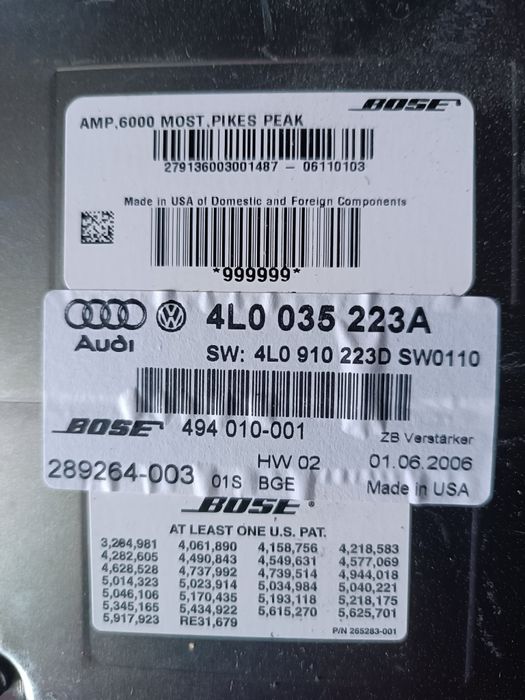 BOSE
AMP,6000 MOST,PIKES PEAK
279136003001487 - 06110103
Made in USA of Domestic and Foreign Components
*999999*
4L0 035 223A
Audi
SW: 4L0 910 223D SW0110
BOSE 494 010-001 ZB Verstärker
289264-003 01S HW 02 BGE 01.06.2006
Made in USA
BOSE
AT LEAST ONE U.S. PAT.
3,264,981 4,061,890 4,158,756 4,218,583
4,282,605 4,490,843 4,549,631 4,577,069
4,628,528 4,737,992 4,739,514 4,944,018
5,014,323 5,023,914 5,034,984 5,040,221
5,046,106 5,170,435 5,193,118 5,218,175
5,345,165 5,434,922 5,615,270 5,625,701
5,917,923 RE31,679
P/N 265283-001